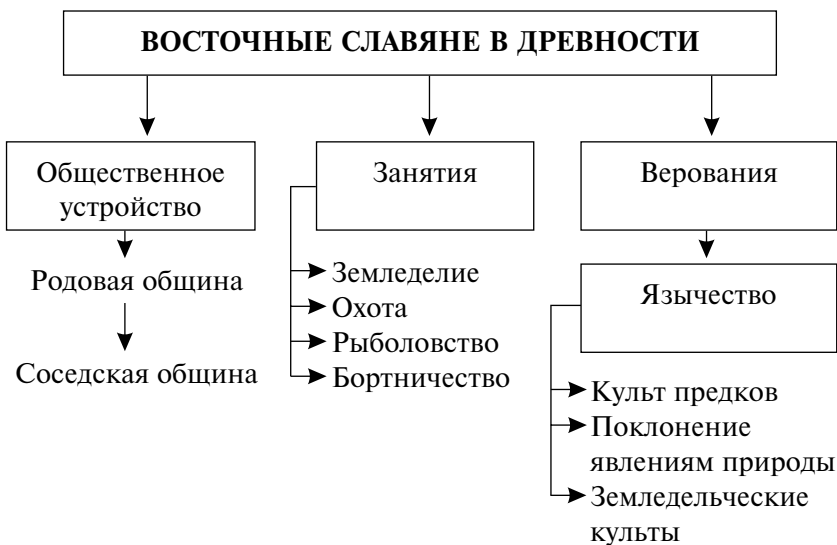 ВОСТОЧНЫЕ СЛАВЯНЕ В ДРЕВНОСТИ
Общественное
устройство
Родовая община
Соседская община
Занятия
Земледелие
Охота
Рыболовство
Бортничество
Верования
Язычество
Культ предков
Поклонение
явлениям природы
Земледельческие
культы